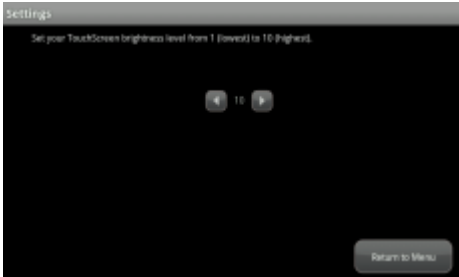 Settings
Set your TouchScreen brightness level from 1 (lowest) to 10 (highest).
10
Return to Menu